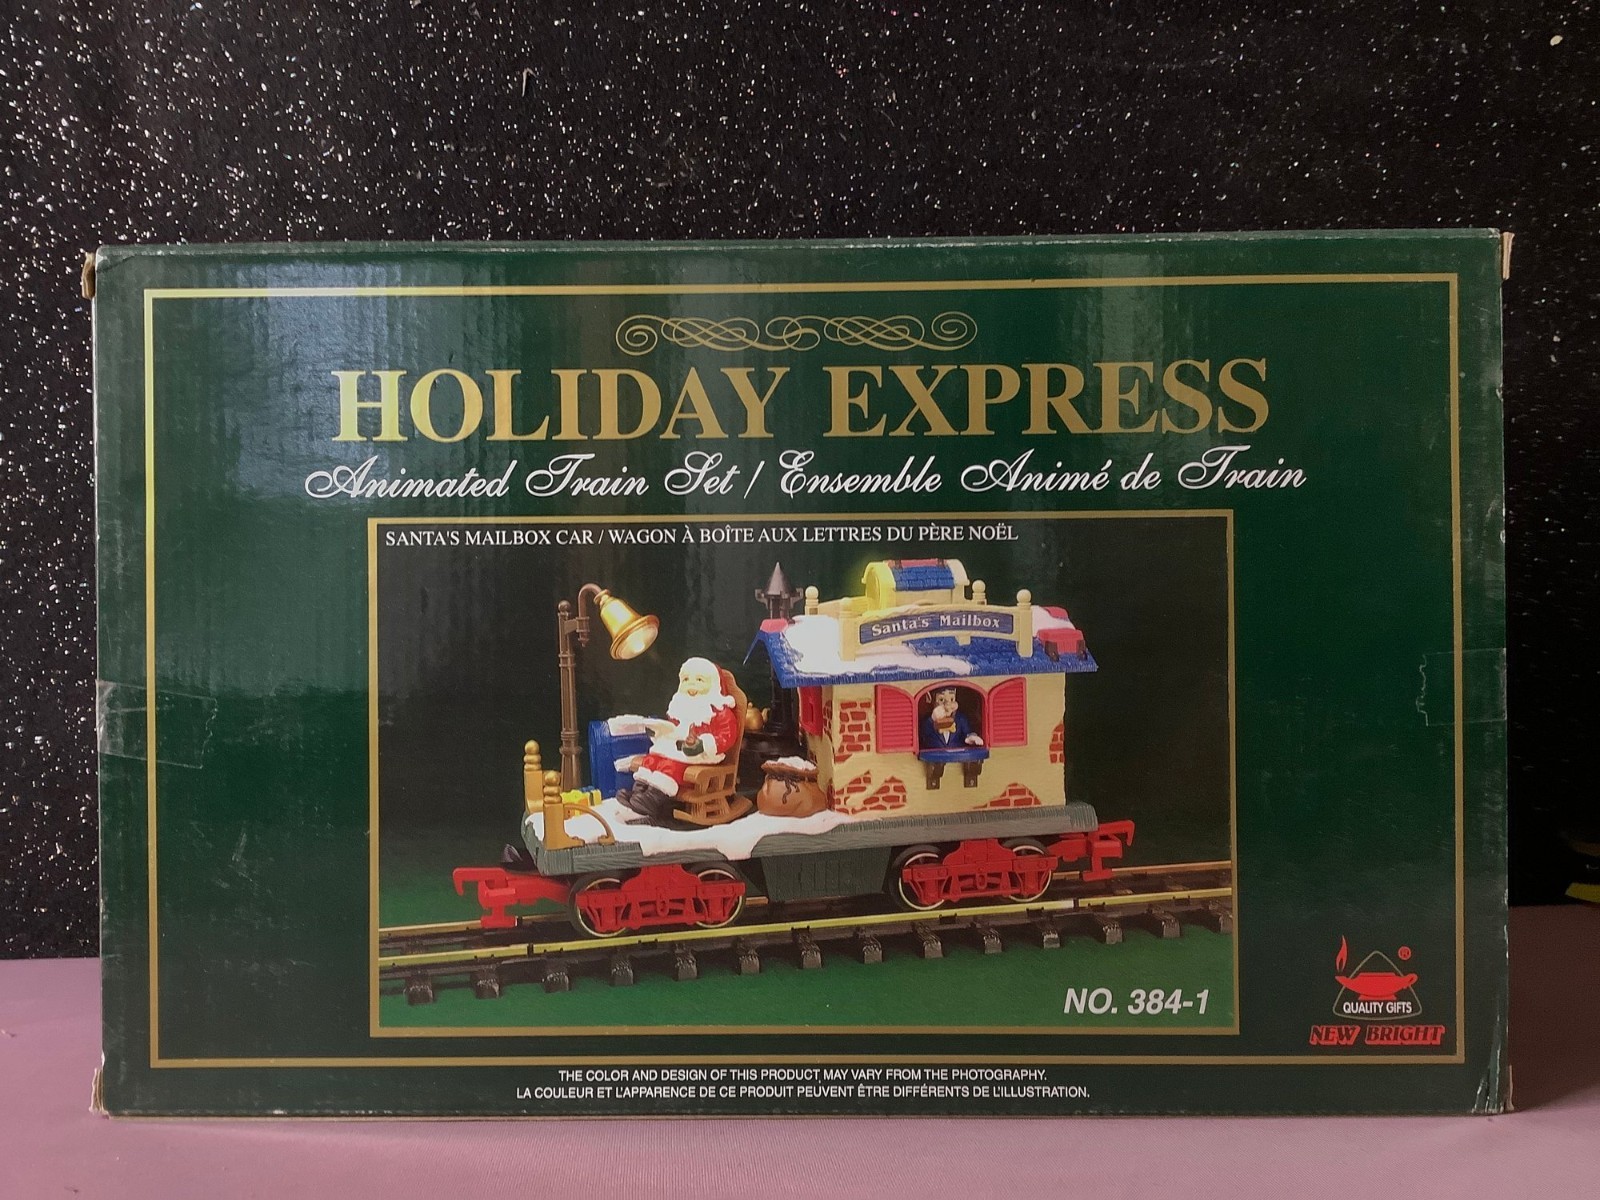 HOLIDAY EXPRESS
Animated Train Set / Ensemble Animé de Train
SANTA'S MAILBOX CAR / WAGON À BOÎTE AUX LETTRES DU PÈRE NOËL
Santa's Mailbox
NO. 384-1
®
QUALITY GIFTS
NEW BRIGHT
THE COLOR AND DESIGN OF THIS PRODUCT MAY VARY FROM THE PHOTOGRAPHY.
LA COULEUR ET L'APPARENCE DE CE PRODUIT PEUVENT ÊTRE DIFFÉRENTS DE L'ILLUSTRATION.